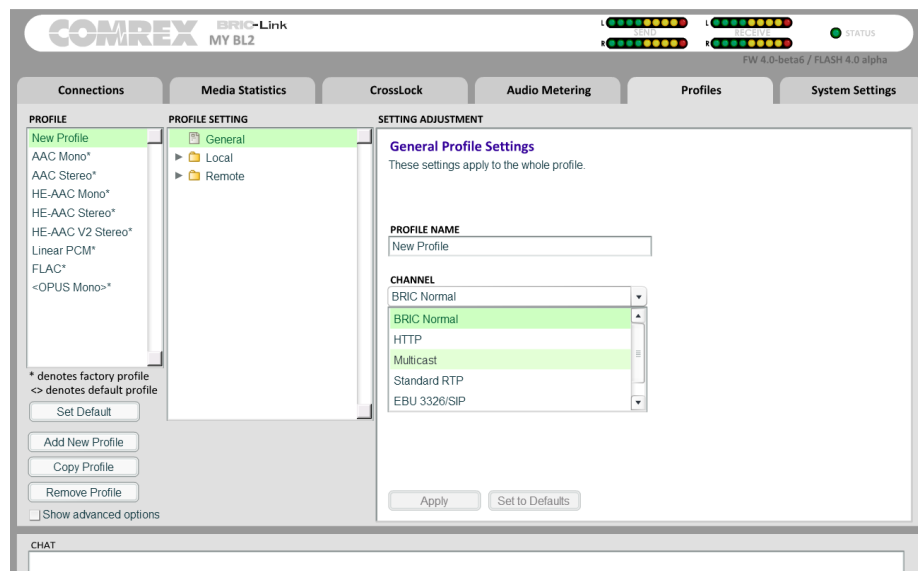 COMREX BRIC-Link
MY BL2
L SEND L RECEIVE STATUS
R R
FW 4.0-beta6 / FLASH 4.0 alpha
Connections Media Statistics CrossLock Audio Metering Profiles System Settings
PROFILE PROFILE SETTING SETTING ADJUSTMENT
New Profile
AAC Mono*
AAC Stereo*
HE-AAC Mono*
HE-AAC Stereo*
HE-AAC V2 Stereo*
Linear PCM*
FLAC*
<OPUS Mono>*
* denotes factory profile
<> denotes default profile
Set Default
Add New Profile
Copy Profile
Remove Profile
Show advanced options
General
Local
Remote
General Profile Settings
These settings apply to the whole profile.
PROFILE NAME
New Profile
CHANNEL
BRIC Normal
BRIC Normal
HTTP
Multicast
Standard RTP
EBU 3326/SIP
Apply Set to Defaults
CHAT